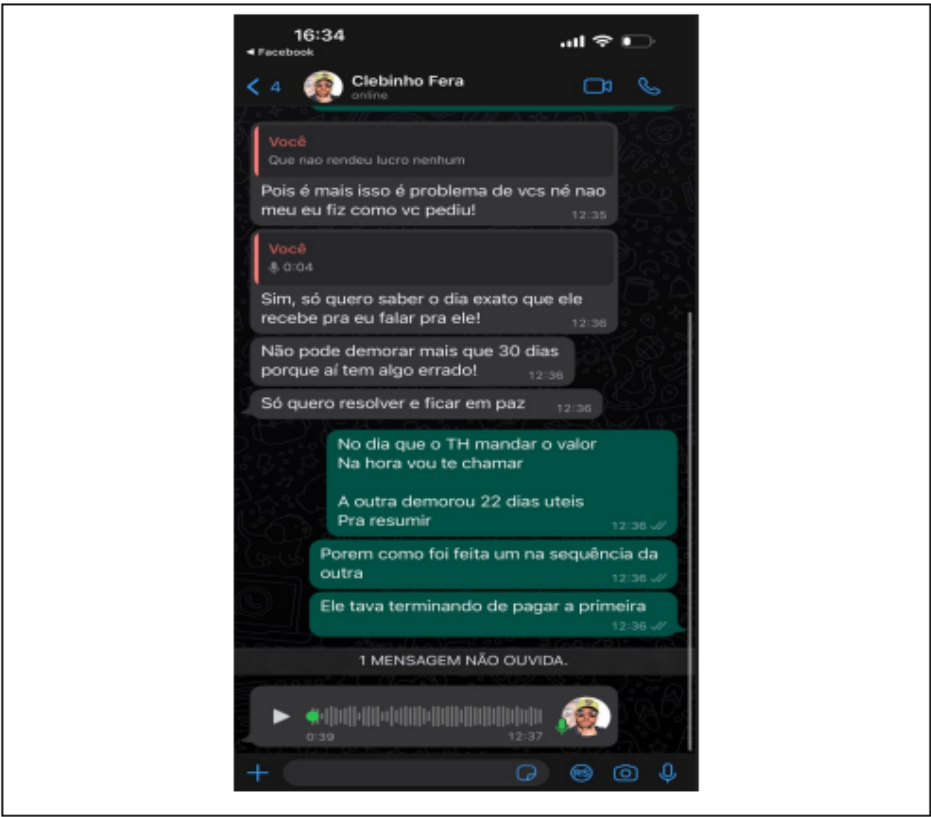 16:34
◄ Facebook
4
Clebinho Fera
online
Você
Que nao rendeu lucro nenhum
Pois é mais isso é problema de vcs né nao
meu eu fiz como vc pediu!
12:35
Você
0:04
Sim, só quero saber o dia exato que ele
recebe pra eu falar pra ele!
12:36
Não pode demorar mais que 30 dias
porque aí tem algo errado!
12:36
Só quero resolver e ficar em paz
12:36
No dia que o TH mandar o valor
Na hora vou te chamar
A outra demorou 22 dias uteis
Pra resumir
12:36
Porem como foi feita um na sequência da
outra
12:36
Ele tava terminando de pagar a primeira
12:36
1 MENSAGEM NÃO OUVIDA.
0:39
12:37
R$